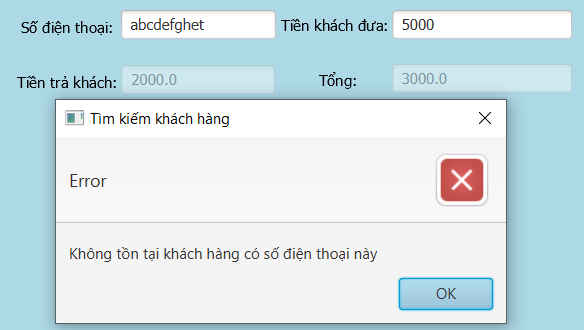 Số điện thoại: abcdefghet Tiền khách đưa: 5000
Tiền trả khách: 2000.0 Tổng: 3000.0
Tìm kiếm khách hàng
Error
Không tồn tại khách hàng có số điện thoại này
OK